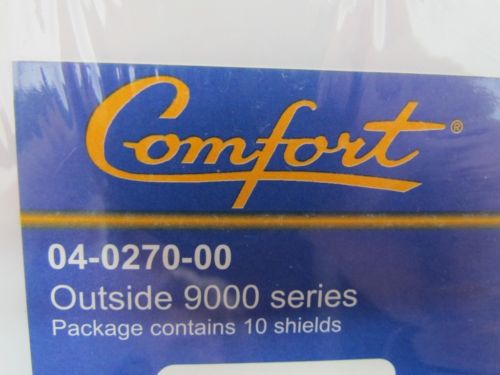 Comfort®
04-0270-00
Outside 9000 series
Package contains 10 shields